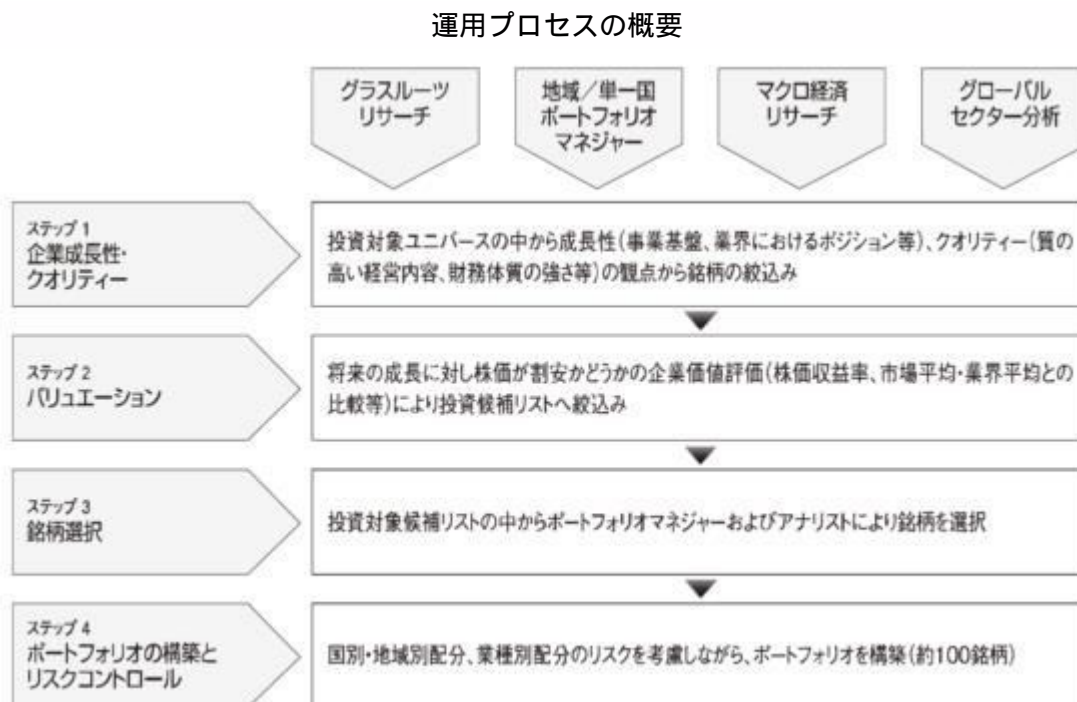 運用プロセスの概要
グラスルーツ
リサーチ
地域/単一国
ポートフォリオ
マネジャー
マクロ経済
リサーチ
グローバル
セクター分析
ステップ 1
企業成長性・
クオリティー
投資対象ユニバースの中から成長性(事業基盤、業界におけるポジション等)、クオリティー(質の
高い経営内容、財務体質の強さ等)の観点から銘柄の絞込み
ステップ 2
バリュエーション
将来の成長に対し株価が割安かどうかの企業価値評価(株価収益率、市場平均・業界平均との
比較等)により投資候補リストへ絞込み
ステップ 3
銘柄選択
投資対象候補リストの中からポートフォリオマネジャーおよびアナリストにより銘柄を選択
ステップ 4
ポートフォリオの構築と
リスクコントロール
国別・地域別配分、業種別配分のリスクを考慮しながら、ポートフォリオを構築(約100銘柄)